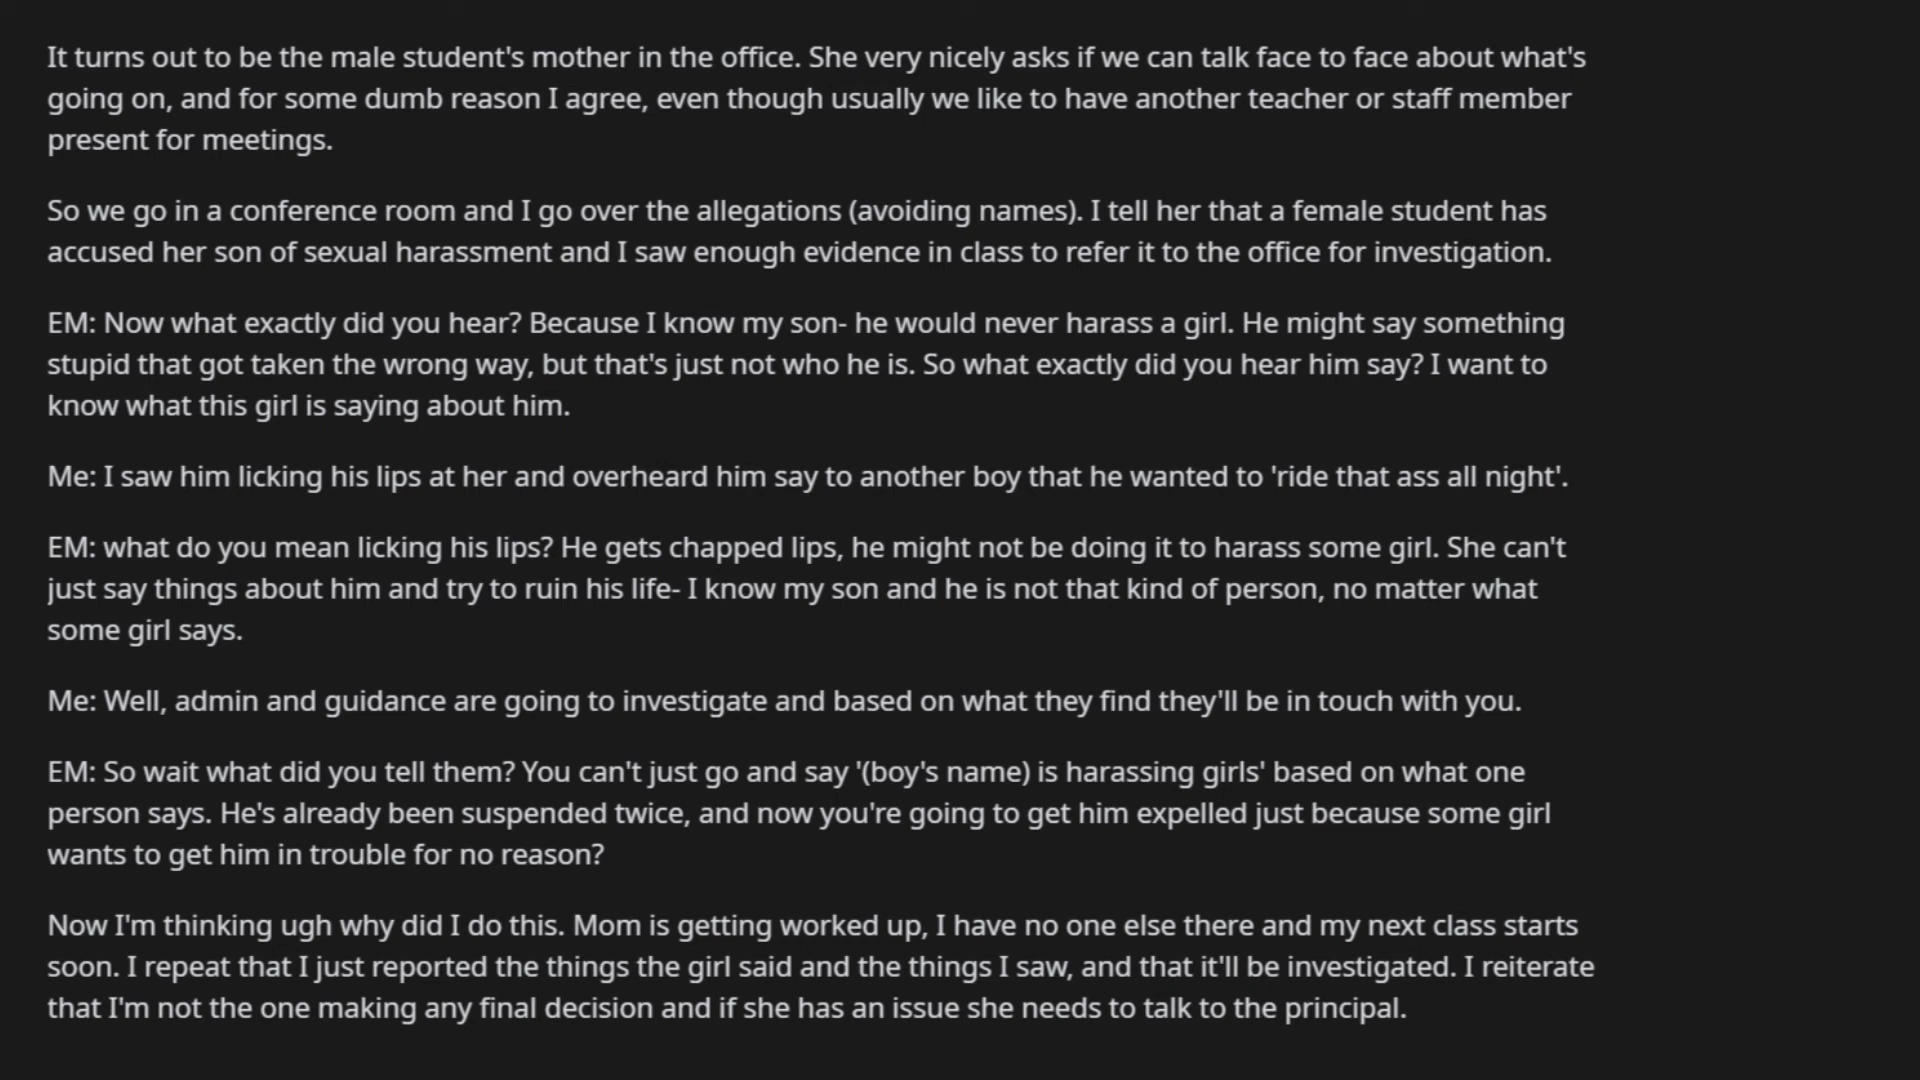 It turns out to be the male student's mother in the office. She very nicely asks if we can talk face to face about what's
going on, and for some dumb reason I agree, even though usually we like to have another teacher or staff member
present for meetings.
So we go in a conference room and I go over the allegations (avoiding names). I tell her that a female student has
accused her son of sexual harassment and I saw enough evidence in class to refer it to the office for investigation.
EM: Now what exactly did you hear? Because I know my son- he would never harass a girl. He might say something
stupid that got taken the wrong way, but that's just not who he is. So what exactly did you hear him say? I want to
know what this girl is saying about him.
Me: I saw him licking his lips at her and overheard him say to another boy that he wanted to 'ride that ass all night'.
EM: what do you mean licking his lips? He gets chapped lips, he might not be doing it to harass some girl. She can't
just say things about him and try to ruin his life- I know my son and he is not that kind of person, no matter what
some girl says.
Me: Well, admin and guidance are going to investigate and based on what they find they'll be in touch with you.
EM: So wait what did you tell them? You can't just go and say '(boy's name) is harassing girls' based on what one
person says. He's already been suspended twice, and now you're going to get him expelled just because some girl
wants to get him in trouble for no reason?
Now I'm thinking ugh why did I do this. Mom is getting worked up, I have no one else there and my next class starts
soon. I repeat that I just reported the things the girl said and the things I saw, and that it'll be investigated. I reiterate
that I'm not the one making any final decision and if she has an issue she needs to talk to the principal.